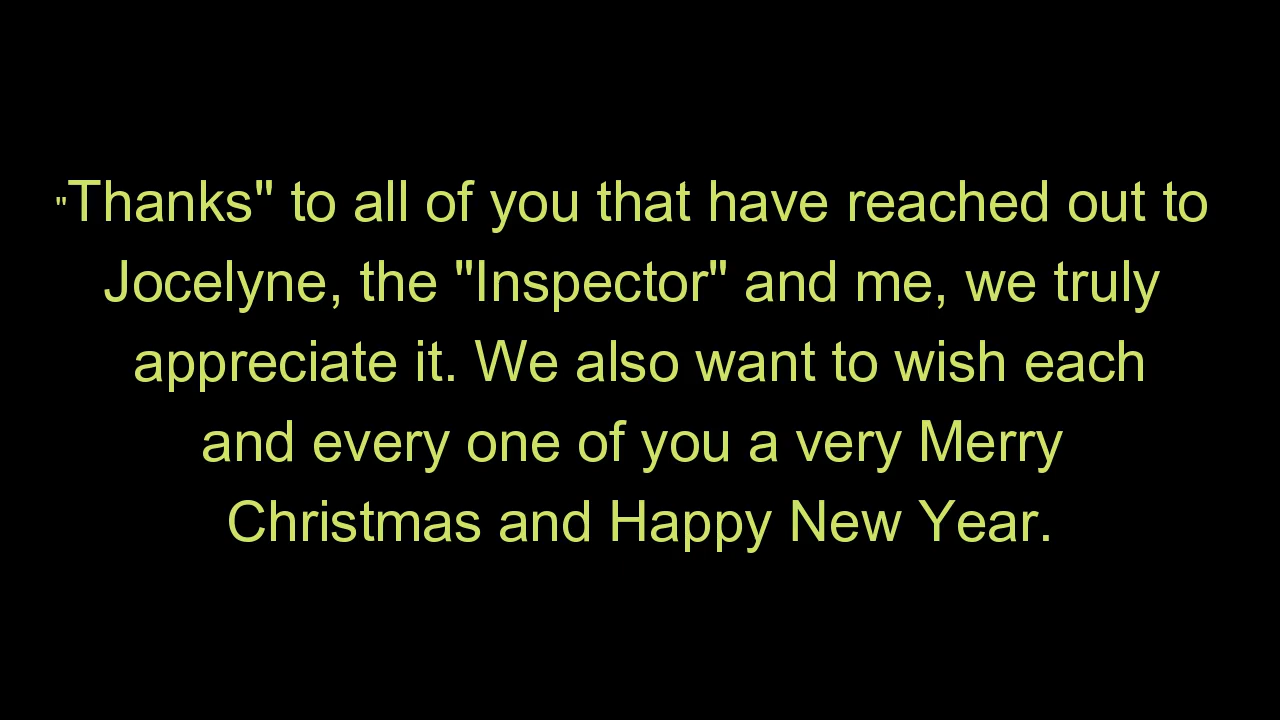 "Thanks" to all of you that have reached out to
Jocelyne, the "Inspector" and me, we truly
appreciate it. We also want to wish each
and every one of you a very Merry
Christmas and Happy New Year.